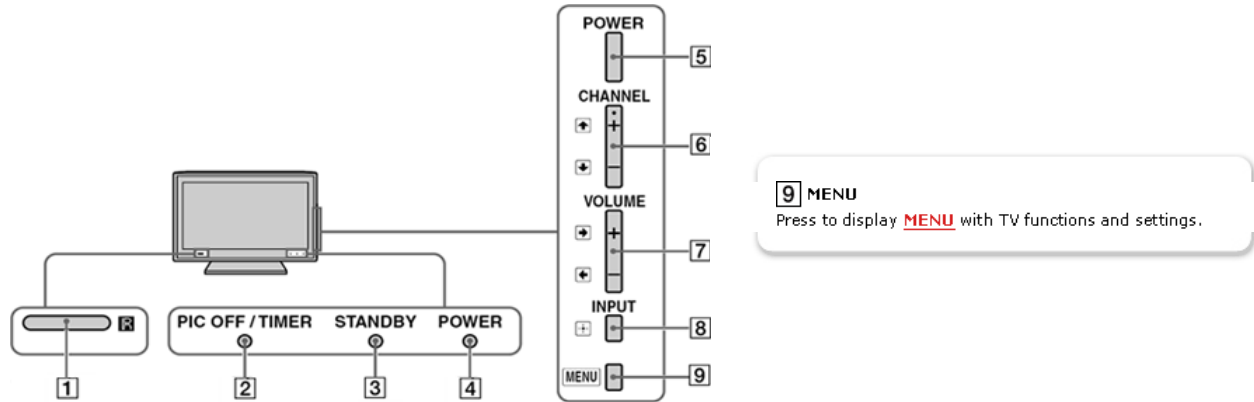 POWER
5
CHANNEL
+
6
−
VOLUME
+
7
−
INPUT
8
MENU 9
1
IR
PIC OFF / TIMER STANDBY POWER
2 3 4
9 MENU
Press to display MENU with TV functions and settings.